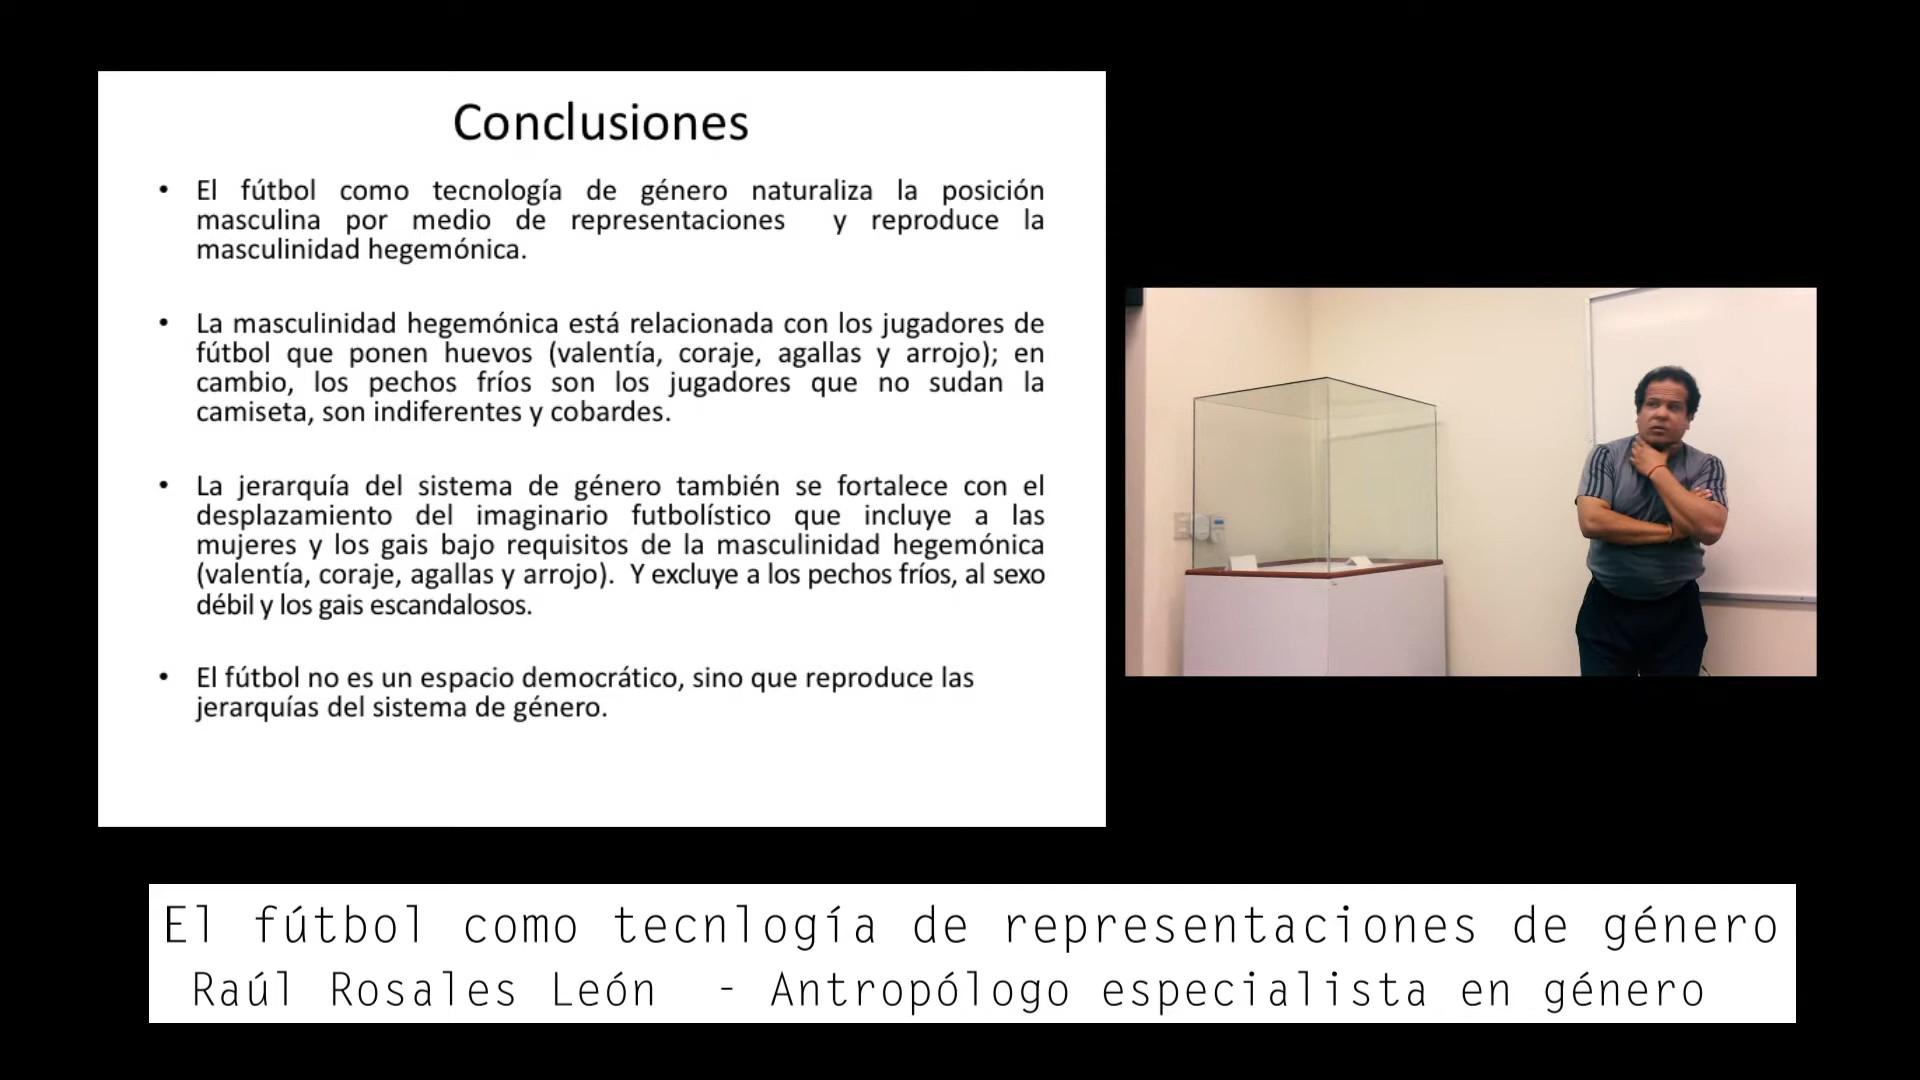 Conclusiones
• El fútbol como tecnología de género naturaliza la posición
masculina por medio de representaciones y reproduce la
masculinidad hegemónica.
• La masculinidad hegemónica está relacionada con los jugadores de
fútbol que ponen huevos (valentía, coraje, agallas y arrojo); en
cambio, los pechos fríos son los jugadores que no sudan la
camiseta, son indiferentes y cobardes.
• La jerarquía del sistema de género también se fortalece con el
desplazamiento del imaginario futbolístico que incluye a las
mujeres y los gais bajo requisitos de la masculinidad hegemónica
(valentía, coraje, agallas y arrojo). Y excluye a los pechos fríos, al sexo
débil y los gais escandalosos.
• El fútbol no es un espacio democrático, sino que reproduce las
jerarquías del sistema de género.
El fútbol como tecnlogía de representaciones de género
Raúl Rosales León - Antropólogo especialista en género